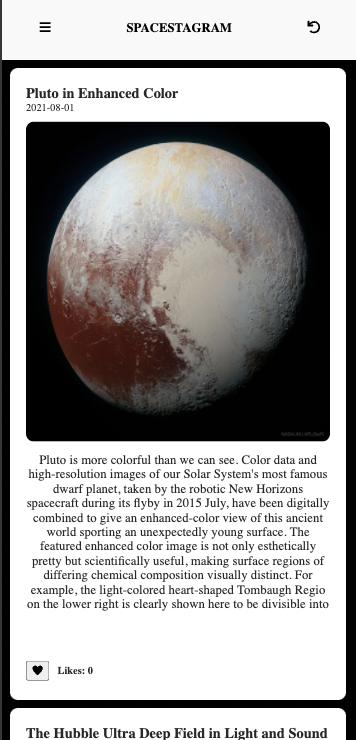 SPACESTAGRAM
Pluto in Enhanced Color
2021-08-01
Pluto is more colorful than we can see. Color data and
high-resolution images of our Solar System's most famous
dwarf planet, taken by the robotic New Horizons
spacecraft during its flyby in 2015 July, have been digitally
combined to give an enhanced-color view of this ancient
world sporting an unexpectedly young surface. The
featured enhanced color image is not only esthetically
pretty but scientifically useful, making surface regions of
differing chemical composition visually distinct. For
example, the light-colored heart-shaped Tombaugh Regio
on the lower right is clearly shown here to be divisible into
Likes: 0
The Hubble Ultra Deep Field in Light and Sound